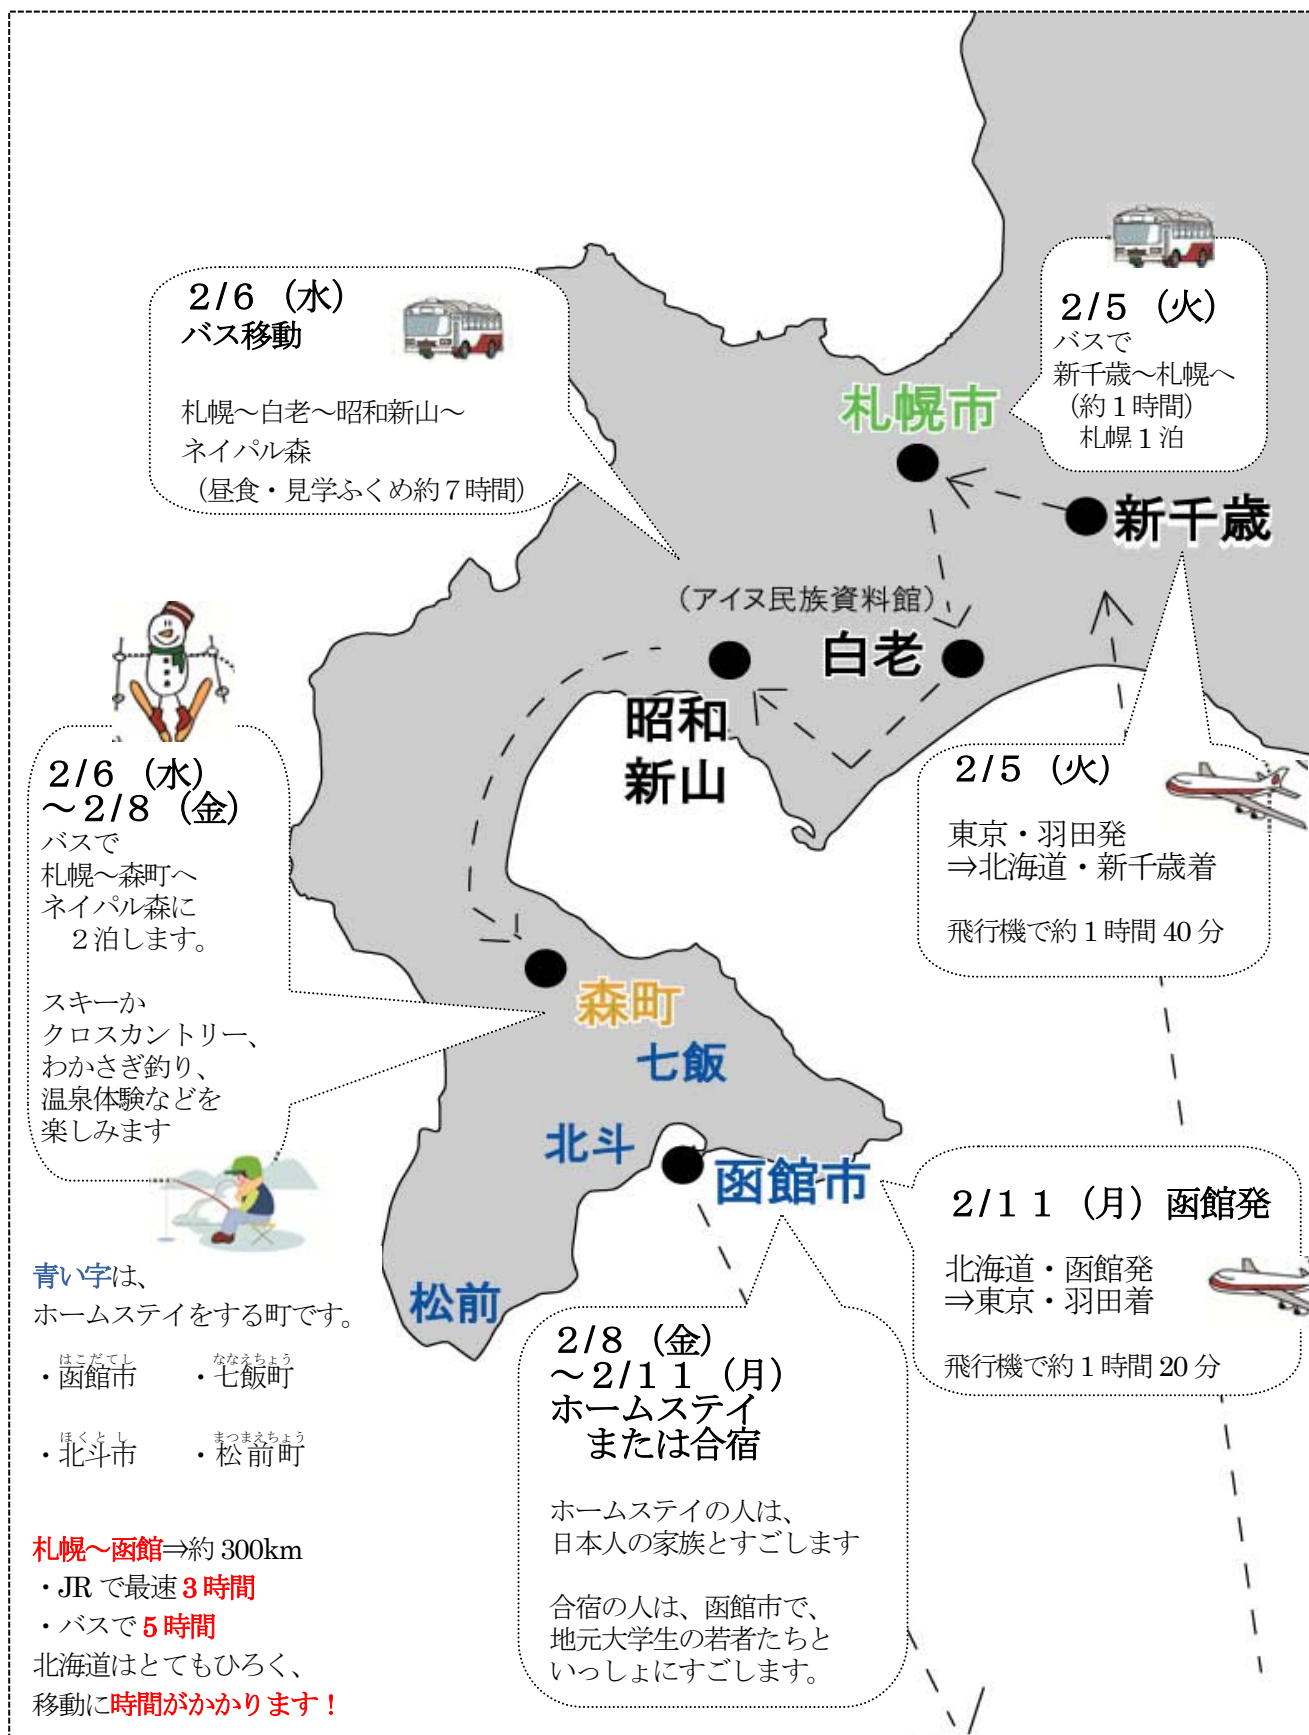 2/5 （火）
バスで
新千歳～札幌へ
（約１時間）
札幌１泊
2/6 （水）
バス移動
札幌～白老～昭和新山～
ネイパル森
（昼食・見学ふくめ約７時間）
札幌市
新千歳
（アイヌ民族資料館）
白老
昭和
新山
2/5 （火）
東京・羽田発
⇒北海道・新千歳着
飛行機で約１時間 40 分
2/6 （水）
～2/8 （金）
バスで
札幌～森町へ
ネイパル森に
２泊します。
スキーか
クロスカントリー、
わかさぎ釣り、
温泉体験などを
楽しみます
森町
七飯
北斗
函館市
松前
2/1１ （月）函館発
北海道・函館発
⇒東京・羽田着
飛行機で約１時間 20 分
2/8 （金）
～2/1１ （月）
ホームステイ
または合宿
ホームステイの人は、
日本人の家族とすごします
合宿の人は、函館市で、
地元大学生の若者たちと
いっしょにすごします。
青い字は、
ホームステイをする町です。
はこだてし ななえちょう
・函館市 ・七飯町
ほくとし まつまえちょう
・北斗市 ・松前町
札幌～函館⇒約 300km
・JR で最速３時間
・バスで５時間
北海道はとてもひろく、
移動に時間がかかります！